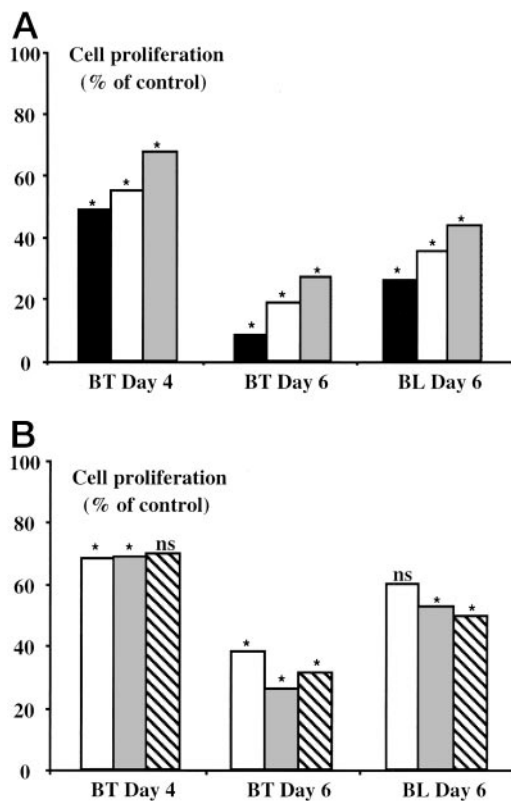 A
Cell proliferation
(% of control)
100
80
60
40
20
0
* * *
* * *
* * *
BT Day 4 BT Day 6 BL Day 6
B
Cell proliferation
(% of control)
100
80
60
40
20
0
* * ns
* * *
ns * *
BT Day 4 BT Day 6 BL Day 6